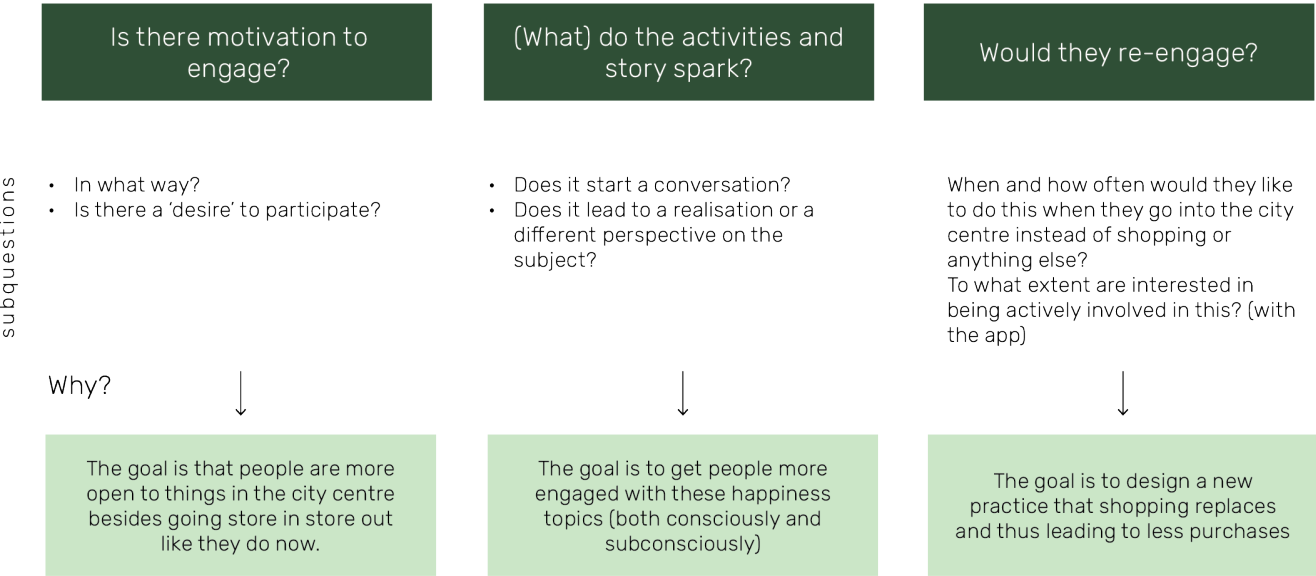 Is there motivation to
engage?
(What) do the activities and
story spark?
Would they re-engage?
subquestions
• In what way?
• Is there a ‘desire’ to participate?
• Does it start a conversation?
• Does it lead to a realisation or a
different perspective on the
subject?
When and how often would they like
to do this when they go into the city
centre instead of shopping or
anything else?
To what extent are interested in
being actively involved in this? (with
the app)
Why?
The goal is that people are more
open to things in the city centre
besides going store in store out
like they do now.
The goal is to get people more
engaged with these happiness
topics (both consciously and
subconsciously)
The goal is to design a new
practice that shopping replaces
and thus leading to less purchases